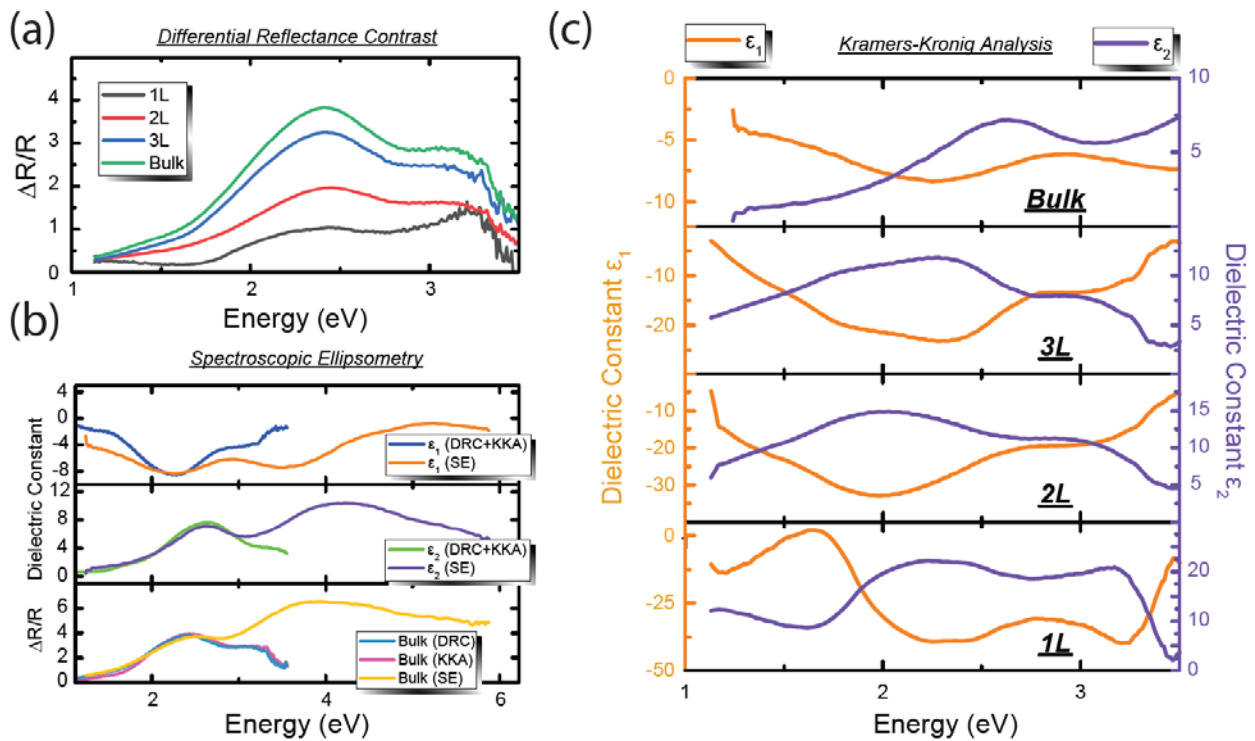 (a)
Differential Reflectance Contrast
4
3
2
1
0
ΔR/R
1L
2L
3L
Bulk
1
2
3
Energy (eV)
(b)
Spectroscopic Ellipsometry
4
0
-4
-8
ε1 (DRC+KKA)
ε1 (SE)
Dielectric Constant
12
8
4
0
ε2 (DRC+KKA)
ε2 (SE)
ΔR/R
6
4
2
0
Bulk (DRC)
Bulk (KKA)
Bulk (SE)
2
4
6
Energy (eV)
(c)
ε1
Kramers-Kronig Analysis
ε2
0
-5
-10
10
5
0
Bulk
-10
-20
10
5
3L
Dielectric Constant ε1
Dielectric Constant ε2
-10
-20
-30
15
10
5
2L
0
-25
-50
20
10
0
1L
1
2
3
Energy (eV)